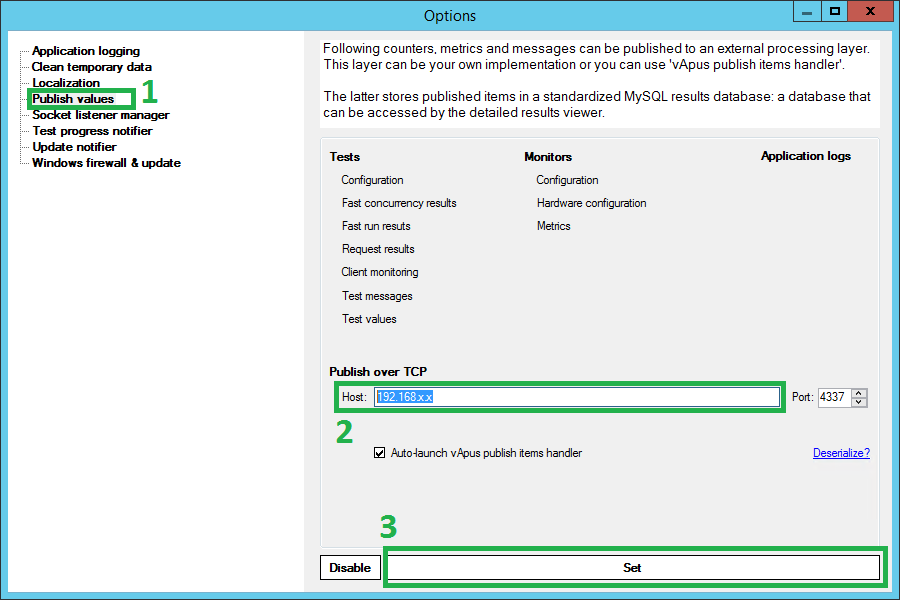 Options
Application logging
Clean temporary data
Localization
Publish values
1
Socket listener manager
Test progress notifier
Update notifier
Windows firewall & update
Following counters, metrics and messages can be published to an external processing layer.
This layer can be your own implementation or you can use 'vApus publish items handler'.
The latter stores published items in a standardized MySQL results database: a database that
can be accessed by the detailed results viewer.
Tests
Configuration
Fast concurrency results
Fast run resuts
Request results
Client monitoring
Test messages
Test values
Monitors
Configuration
Hardware configuration
Metrics
Application logs
Publish over TCP
Host: 192.168.x.x
Port: 4337
2
Auto-launch vApus publish items handler
Deserialize?
3
Disable
Set